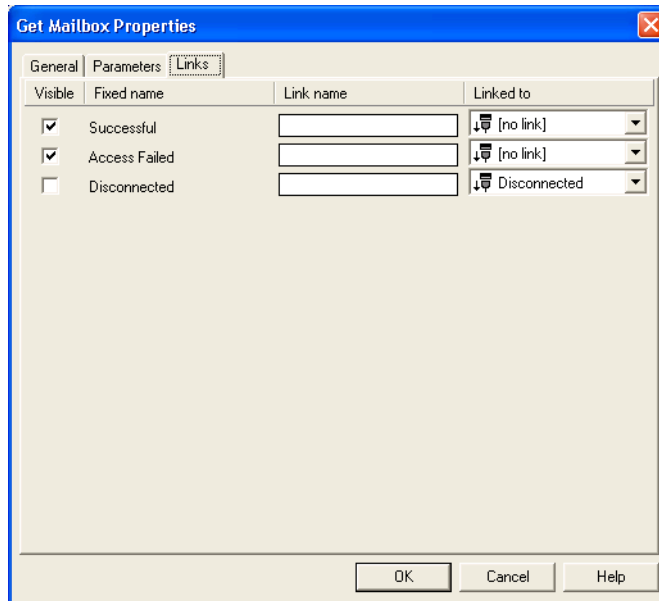 Get Mailbox Properties
General Parameters Links
Visible Fixed name Link name Linked to
Successful [no link]
Access Failed [no link]
Disconnected Disconnected
OK Cancel Help